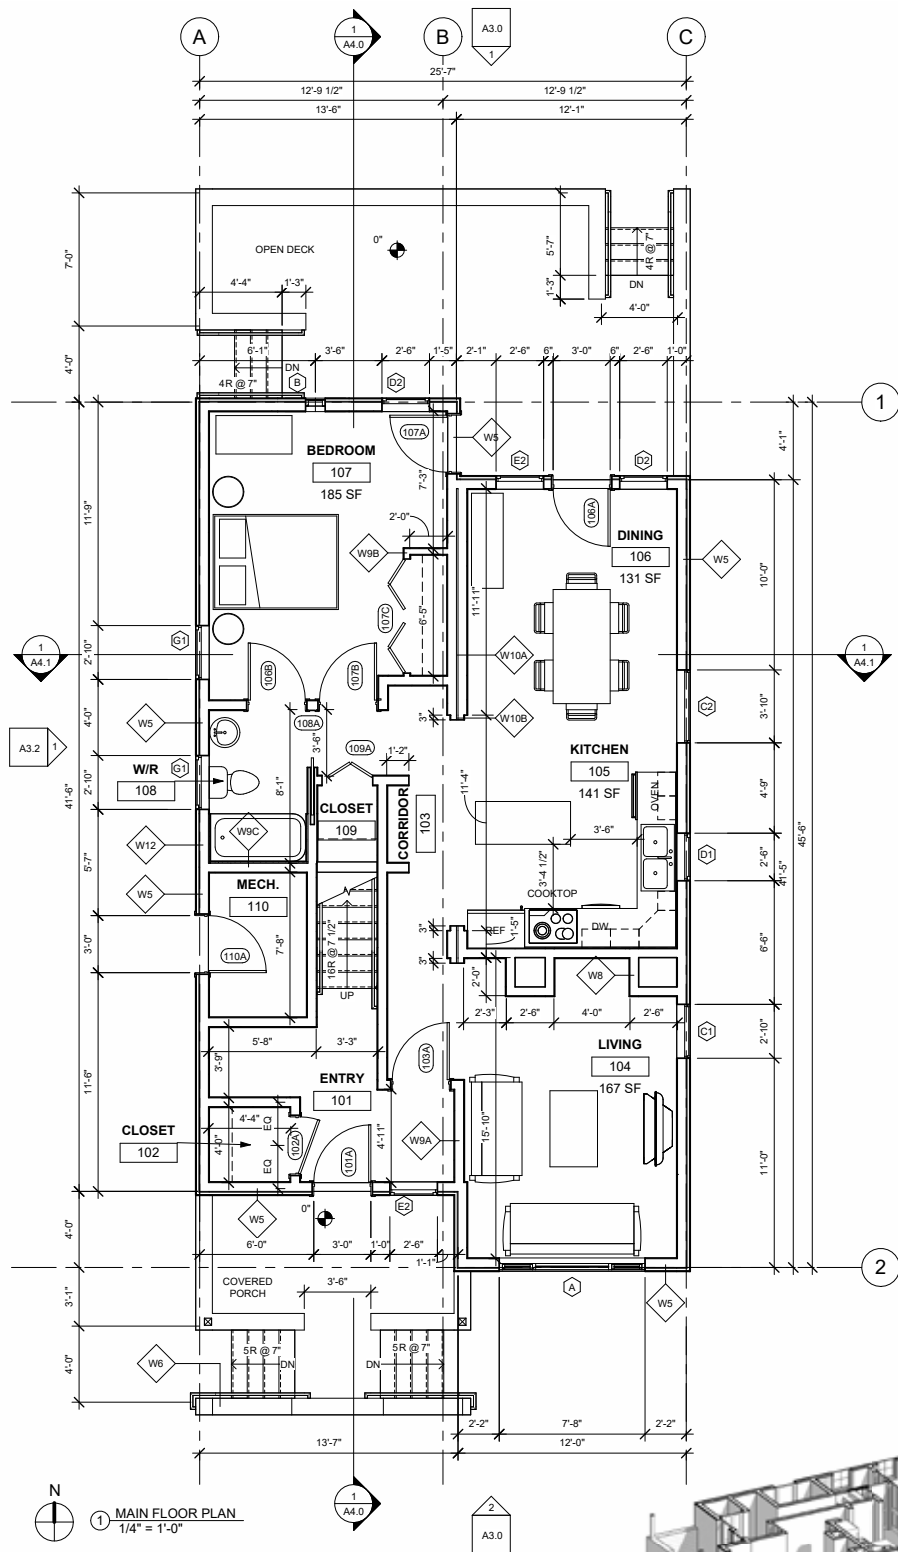 A
1
A4.0
B
A3.0
1
C
25'-7"
12'-9 1/2"
12'-9 1/2"
13'-6"
12'-1"
7'-0"
OPEN DECK
0"
5'-7"
4R @ 7"
4'-4"
1'-3"
1'-3"
DN
4'-0"
4'-0"
6'-1"
3'-6"
2'-6"
1'-5"
2'-1"
2'-6"
6"
3'-0"
6"
2'-6"
1'-0"
DN
4R @ 7"
B
D2
1
BEDROOM
107A
W5
4'-1"
107
E2
D2
185 SF
7'-3"
11'-9"
2'-0"
106A
DINING
106
131 SF
W9B
W5
10'-0"
11'-11"
107C
6'-5"
G1
1
A4.1
2'-10"
106B
107B
W10A
1
A4.1
W5
4'-0"
108A
3"
W10B
C2
3'-10"
A3.2
1
3'-6"
109A
1'-2"
KITCHEN
105
141 SF
W/R
108
G1
2'-10"
41'-6"
8'-1"
CLOSET
109
CORRIDOR
103
11'-4"
OVEN
4'-9"
45'-6"
W12
W9C
3'-6"
5'-7"
3'-4 1/2"
D1
2'-6"
41'-5"
W5
MECH.
110
COOKTOP
16R @ 7 1/2"
REF
1'-5"
DW
3"
3'-0"
110A
7'-8"
3"
6'-6"
UP
2'-0"
W8
2'-3"
2'-6"
4'-0"
2'-6"
C1
2'-10"
5'-8"
3'-3"
103A
LIVING
104
167 SF
3'-9"
11'-6"
ENTRY
101
CLOSET
102
4'-4"
EQ
102A
4'-0"
EQ
101A
4'-11"
W9A
15'-10"
11'-0"
W5
0"
E2
4'-0"
6'-0"
3'-0"
1'-0"
2'-6"
1'-1"
2
COVERED
PORCH
3'-6"
A
W5
3'-1"
5R @ 7"
DN
DN
5R @ 7"
4'-0"
W6
2'-2"
7'-8"
2'-2"
13'-7"
12'-0"
N
1
MAIN FLOOR PLAN
1/4" = 1'-0"
1
A4.0
2
A3.0